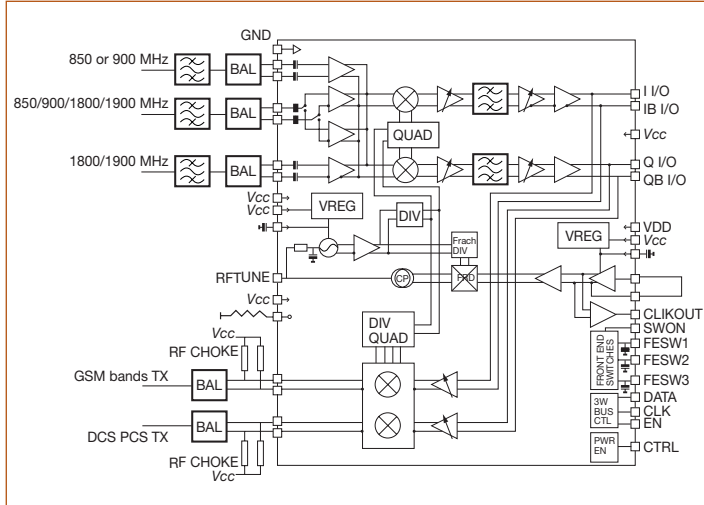 GND
850 or 900 MHz
BAL
I I/O
IB I/O
850/900/1800/1900 MHz
BAL
Vcc
QUAD
1800/1900 MHz
BAL
Q I/O
QB I/O
Vcc
Vcc
VREG
DIV
VDD
VREG
Vcc
Frach
DIV
RFTUNE
CP
PRD
Vcc
CLIKOUT
SWON
DIV
QUAD
Vcc
RF CHOKE
FRONT END
SWITCHES
FESW1
FESW2
FESW3
GSM bands TX
BAL
DATA
3W
BUS
CTL
CLK
EN
DCS PCS TX
BAL
PWR
EN
CTRL
RF CHOKE
Vcc